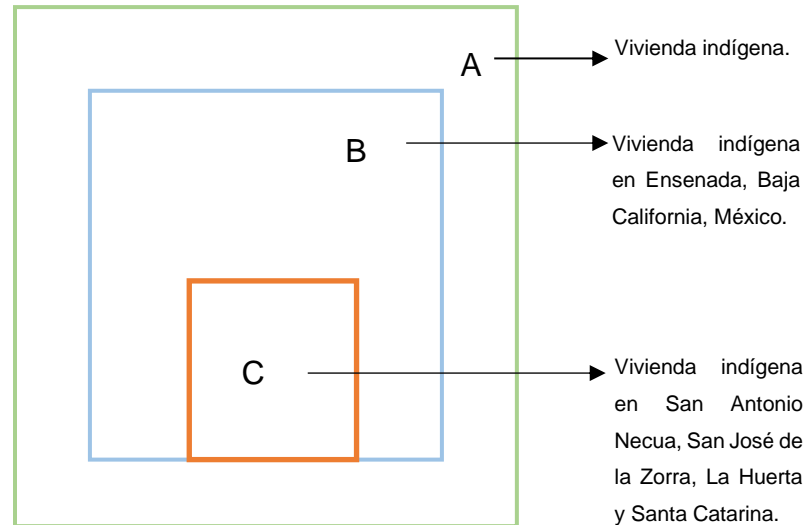 A
Vivienda indígena.
B
Vivienda indígena
en Ensenada, Baja
California, México.
C
Vivienda indígena
en San Antonio
Necua, San José de
la Zorra, La Huerta
y Santa Catarina.